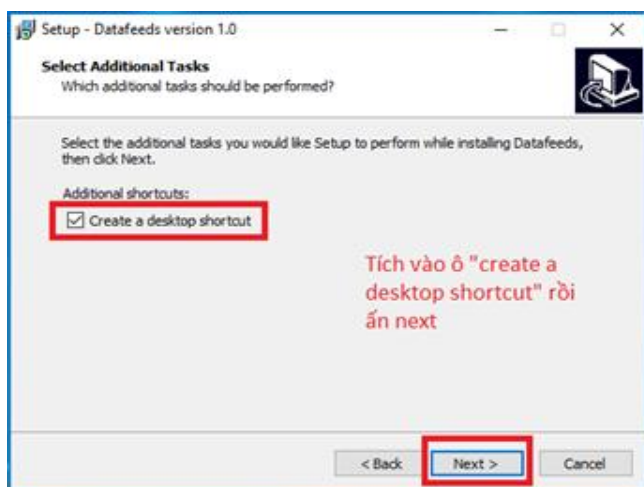 Setup - Datafeeds version 1.0
Select Additional Tasks
Which additional tasks should be performed?
Select the additional tasks you would like Setup to perform while installing Datafeeds,
then click Next.
Additional shortcuts:
Create a desktop shortcut
Tích vào ô "create a
desktop shortcut" rồi
ấn next
< Back
Next >
Cancel